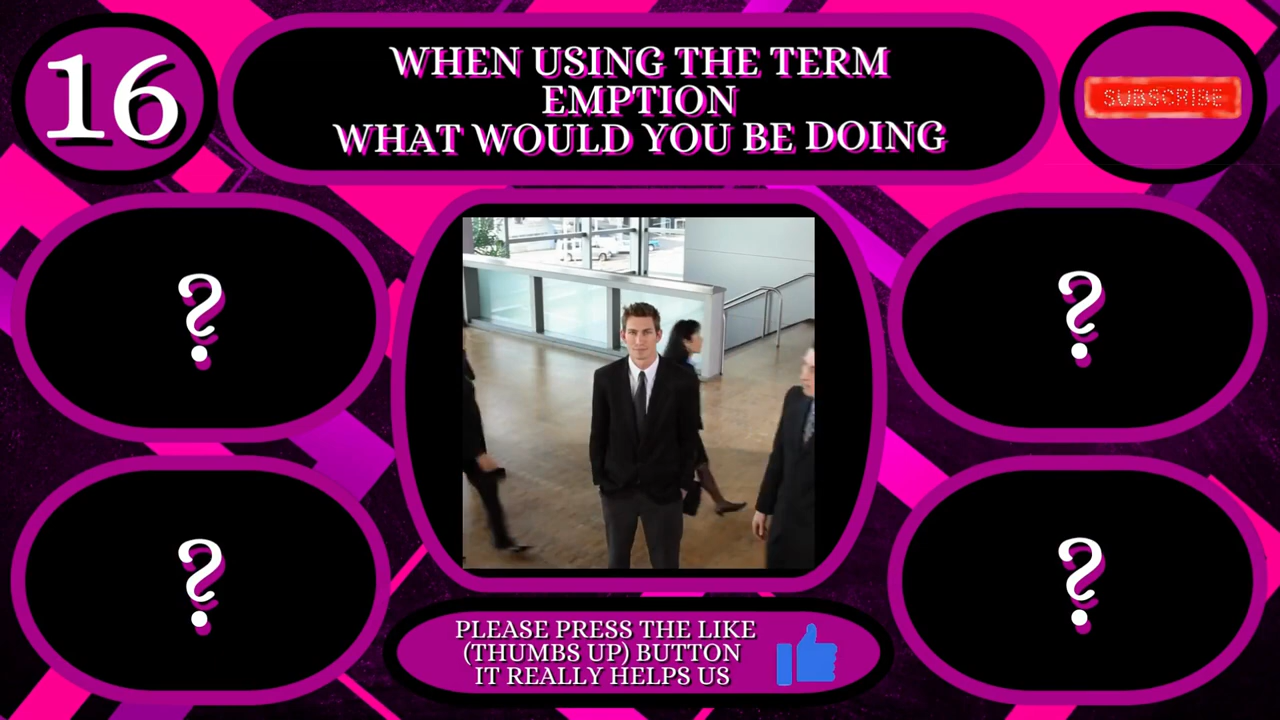 16
WHEN USING THE TERM
EMPTION
WHAT WOULD YOU BE DOING
SUBSCRIBE
?
?
?
?
PLEASE PRESS THE LIKE
(THUMBS UP) BUTTON
IT REALLY HELPS US